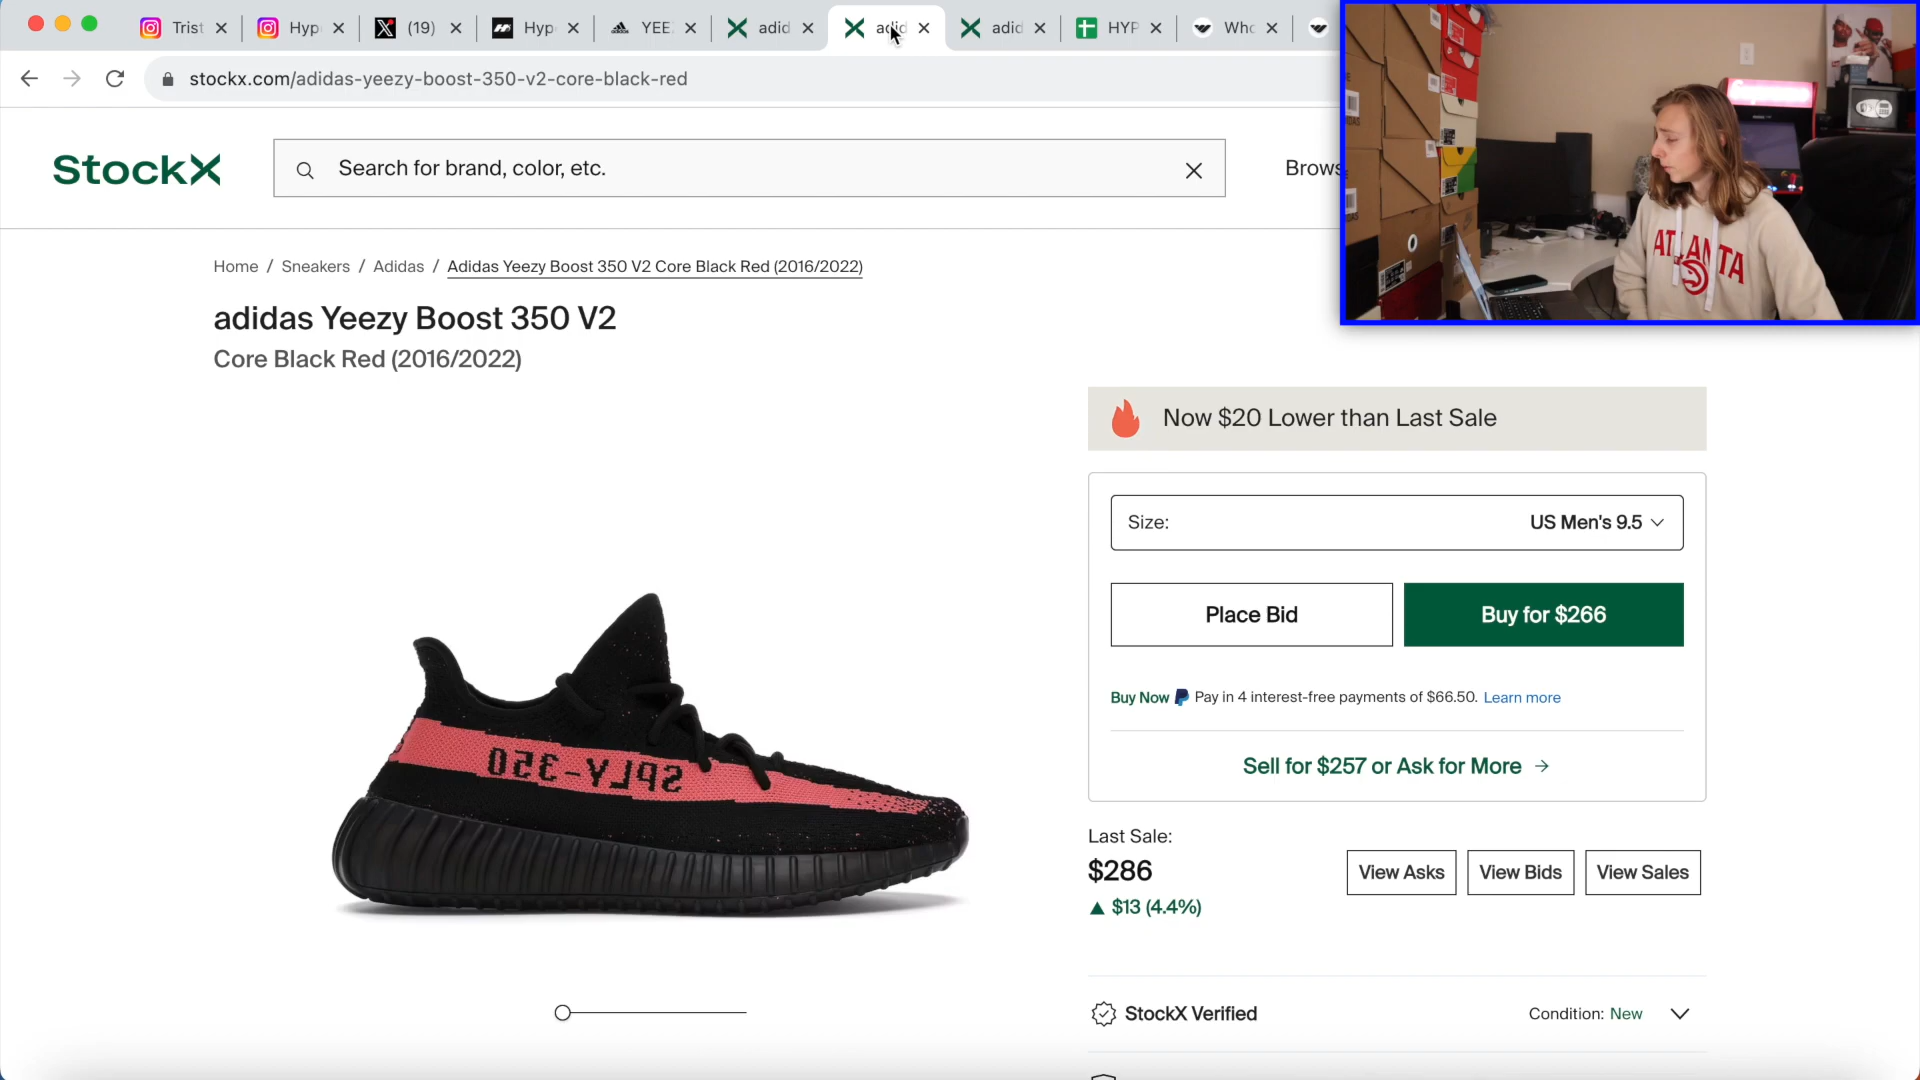 Trist
Hyp
(19)
Hyp
YEE
adid
adid
adid
HYP
Who
stockx.com/adidas-yeezy-boost-350-v2-core-black-red
StockX
Search for brand, color, etc.
Brows
Home / Sneakers / Adidas / Adidas Yeezy Boost 350 V2 Core Black Red (2016/2022)
adidas Yeezy Boost 350 V2
Core Black Red (2016/2022)
ATLANTA
Now $20 Lower than Last Sale
Size: US Men's 9.5
Place Bid
Buy for $266
Buy Now Pay in 4 interest-free payments of $66.50. Learn more
Sell for $257 or Ask for More →
SPLY-350
Last Sale:
$286
▲ $13 (4.4%)
View Asks
View Bids
View Sales
StockX Verified
Condition: New